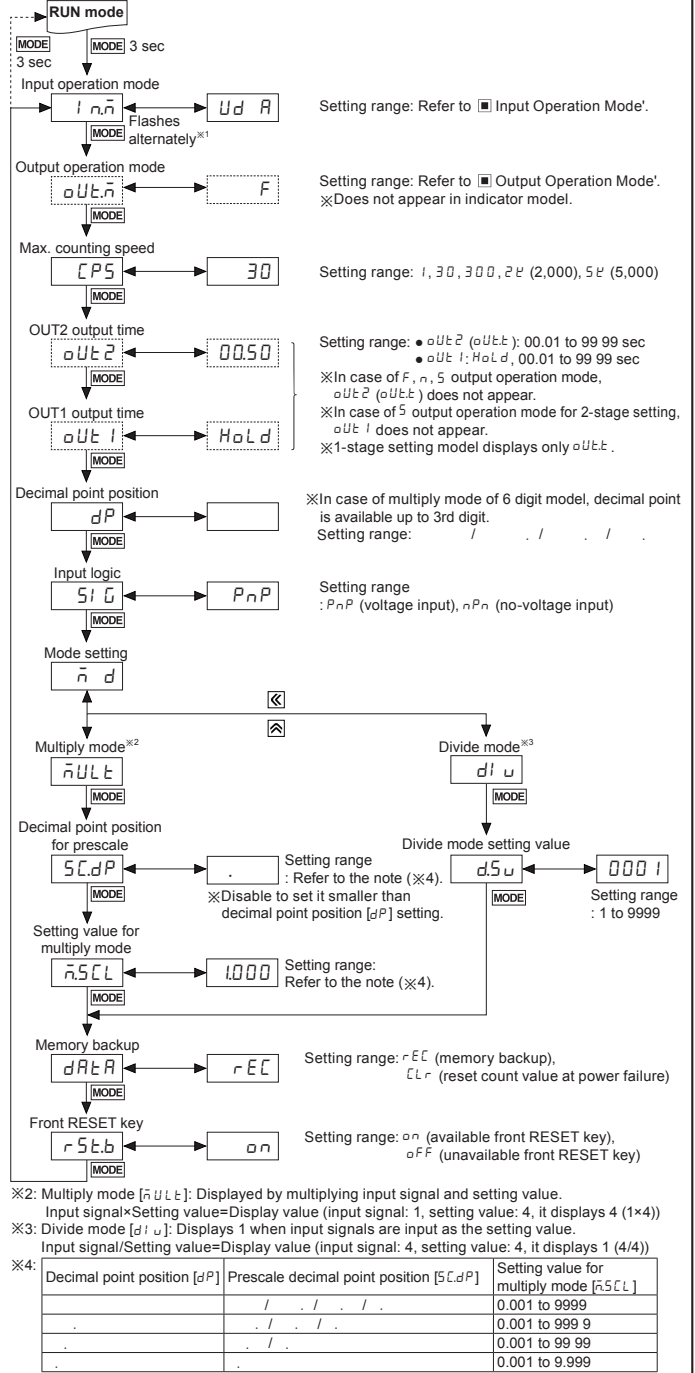 RUN mode
MODE
3 sec
MODE 3 sec
Input operation mode
In.m
Ud A
Setting range: Refer to ▣ Input Operation Mode'.
MODE
Flashes
alternately※1
Output operation mode
oUt.m
F
Setting range: Refer to ▣ Output Operation Mode'.
※Does not appear in indicator model.
MODE
Max. counting speed
CPS
30
Setting range: 1, 30, 300, 2k (2,000), 5k (5,000)
MODE
OUT2 output time
oUt2
00.50
Setting range: ● oUt2 (oUt.t): 00.01 to 99 99 sec
● oUt1: HoLd, 00.01 to 99 99 sec
MODE
※In case of F, n, S output operation mode,
oUt2 (oUt.t) does not appear.
OUT1 output time
oUt1
HoLd
※In case of S output operation mode for 2-stage setting,
oUt1 does not appear.
※1-stage setting model displays only oUt.t.
MODE
Decimal point position
dP
※In case of multiply mode of 6 digit model, decimal point
is available up to 3rd digit.
Setting range: / . / . / .
MODE
Input logic
SIG
PnP
Setting range
: PnP (voltage input), nPn (no-voltage input)
MODE
Mode setting
m d
Multiply mode※2
mULt
MODE
Divide mode※3
dIv
MODE
Decimal point position
for prescale
SC.dP
.
Setting range
: Refer to the note (※4).
※Disable to set it smaller than
decimal point position [dP] setting.
MODE
Divide mode setting value
d.Sv
0001
MODE
Setting range
: 1 to 9999
Setting value for
multiply mode
m.SCL
1.000
Setting range:
Refer to the note (※4).
MODE
Memory backup
dAtA
rEC
Setting range: rEC (memory backup),
CLr (reset count value at power failure)
MODE
Front RESET key
rSt.b
on
Setting range: on (available front RESET key),
oFF (unavailable front RESET key)
MODE
※2: Multiply mode [mULt]: Displayed by multiplying input signal and setting value.
Input signal×Setting value=Display value (input signal: 1, setting value: 4, it displays 4 (1×4))
※3: Divide mode [dIv]: Displays 1 when input signals are input as the setting value.
Input signal/Setting value=Display value (input signal: 4, setting value: 4, it displays 1 (4/4))
※4:
Decimal point position [dP] Prescale decimal point position [SC.dP] Setting value for
multiply mode [m.SCL]
/ . / . / . 0.001 to 9999
. . / . / . 0.001 to 999 9
. . / . 0.001 to 99 99
. . 0.001 to 9.999